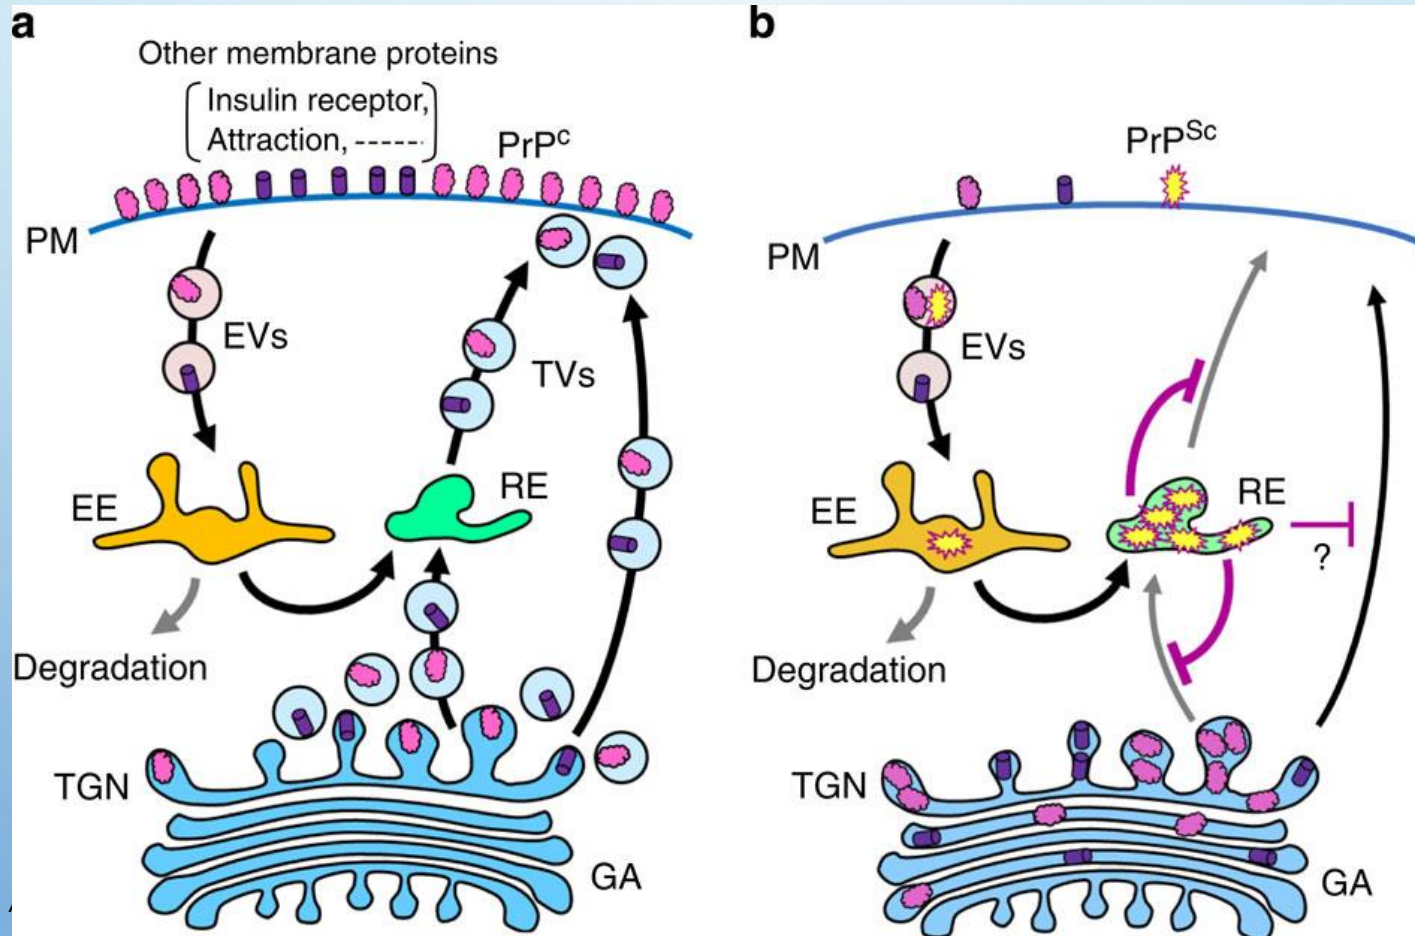 a
Other membrane proteins
Insulin receptor,
Attraction, -----
PrPᶜ
PM
EVs
TVs
EE
RE
Degradation
TGN
GA
b
PrPˢᶜ
PM
EVs
EE
RE
?
Degradation
TGN
GA